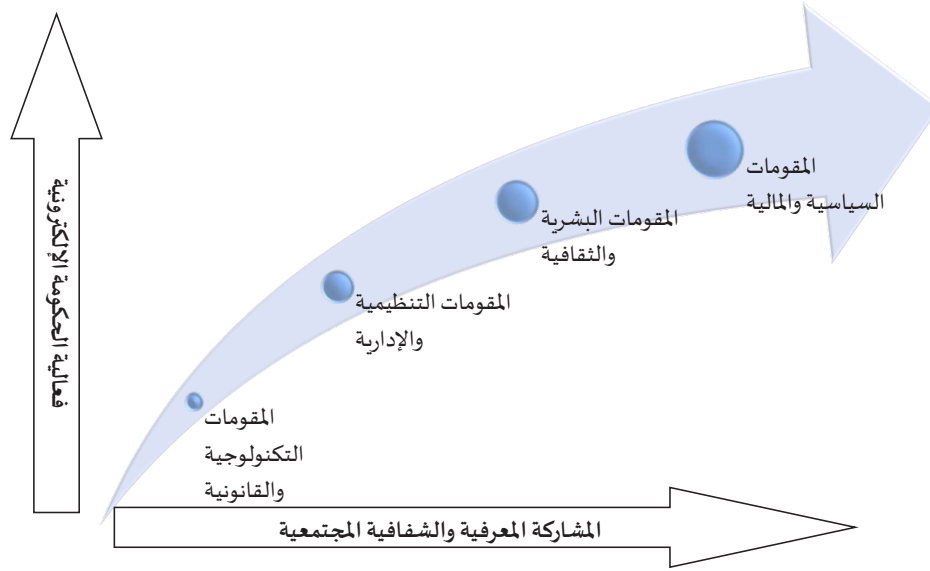 المقومات
السياسية والمالية
المقومات البشرية
والثقافية
المقومات التنظيمية
والإدارية
المقومات
التكنولوجية
والقانونية
فعالية الحكومة الإلكترونية
المشاركة المعرفية والشفافية المجتمعية